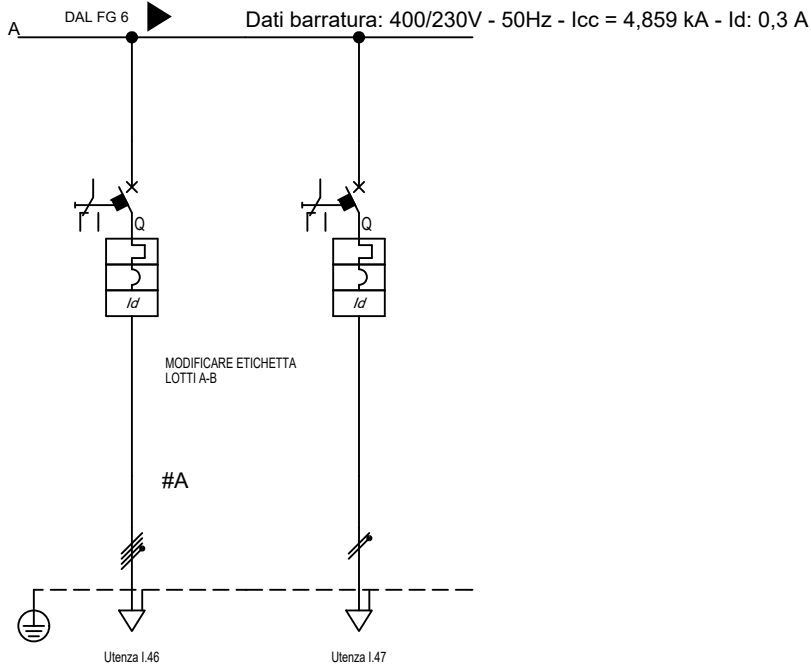 DAL FG 6
Dati barratura: 400/230V - 50Hz - Icc = 4,859 kA - Id: 0,3 A
A
Q
Q
Id
Id
MODIFICARE ETICHETTA
LOTTI A-B
#A
Utenza I.46
Utenza I.47